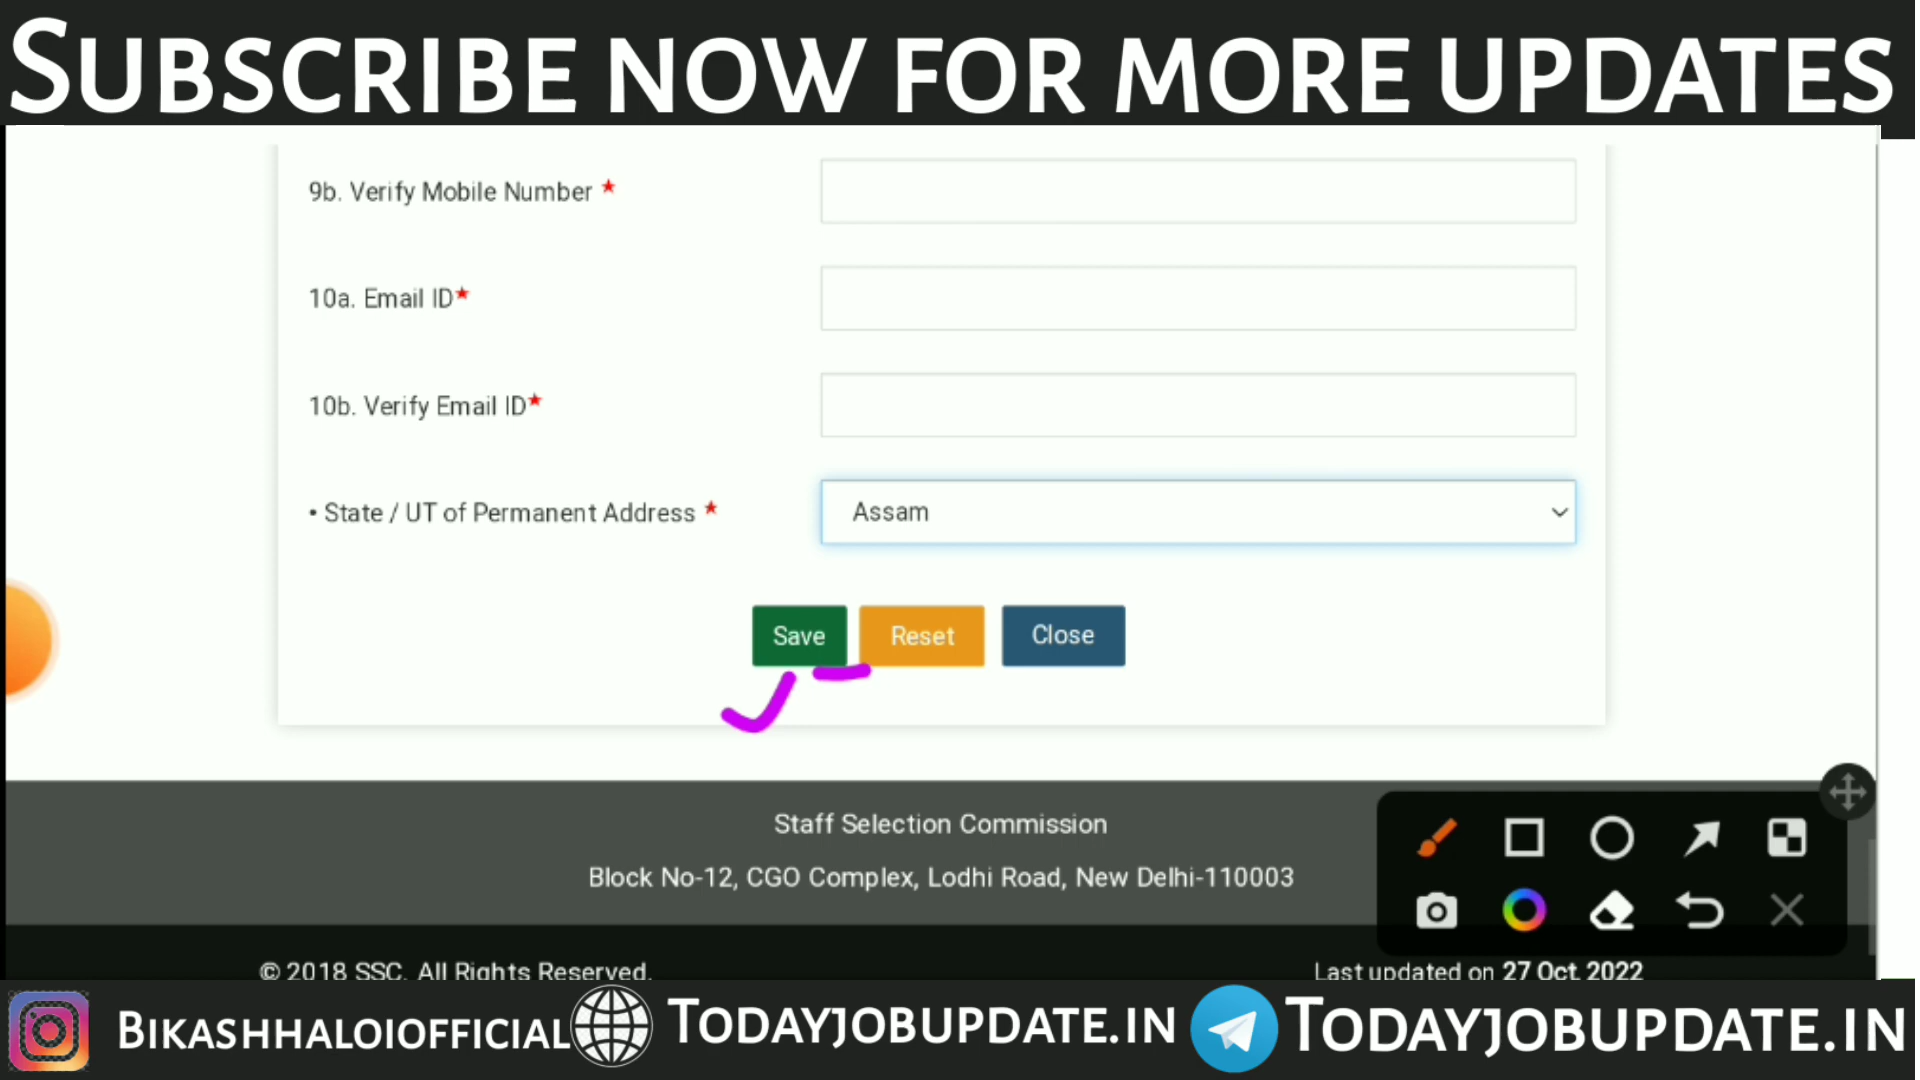 SUBSCRIBE NOW FOR MORE UPDATES
9b. Verify Mobile Number *
10a. Email ID*
10b. Verify Email ID*
• State / UT of Permanent Address * Assam
Save Reset Close
Staff Selection Commission
Block No-12, CGO Complex, Lodhi Road, New Delhi-110003
© 2018 SSC. All Rights Reserved. Last updated on 27 Oct, 2022
BIKASHHALOIOFFICIAL TODAYJOBUPDATE.IN TODAYJOBUPDATE.IN